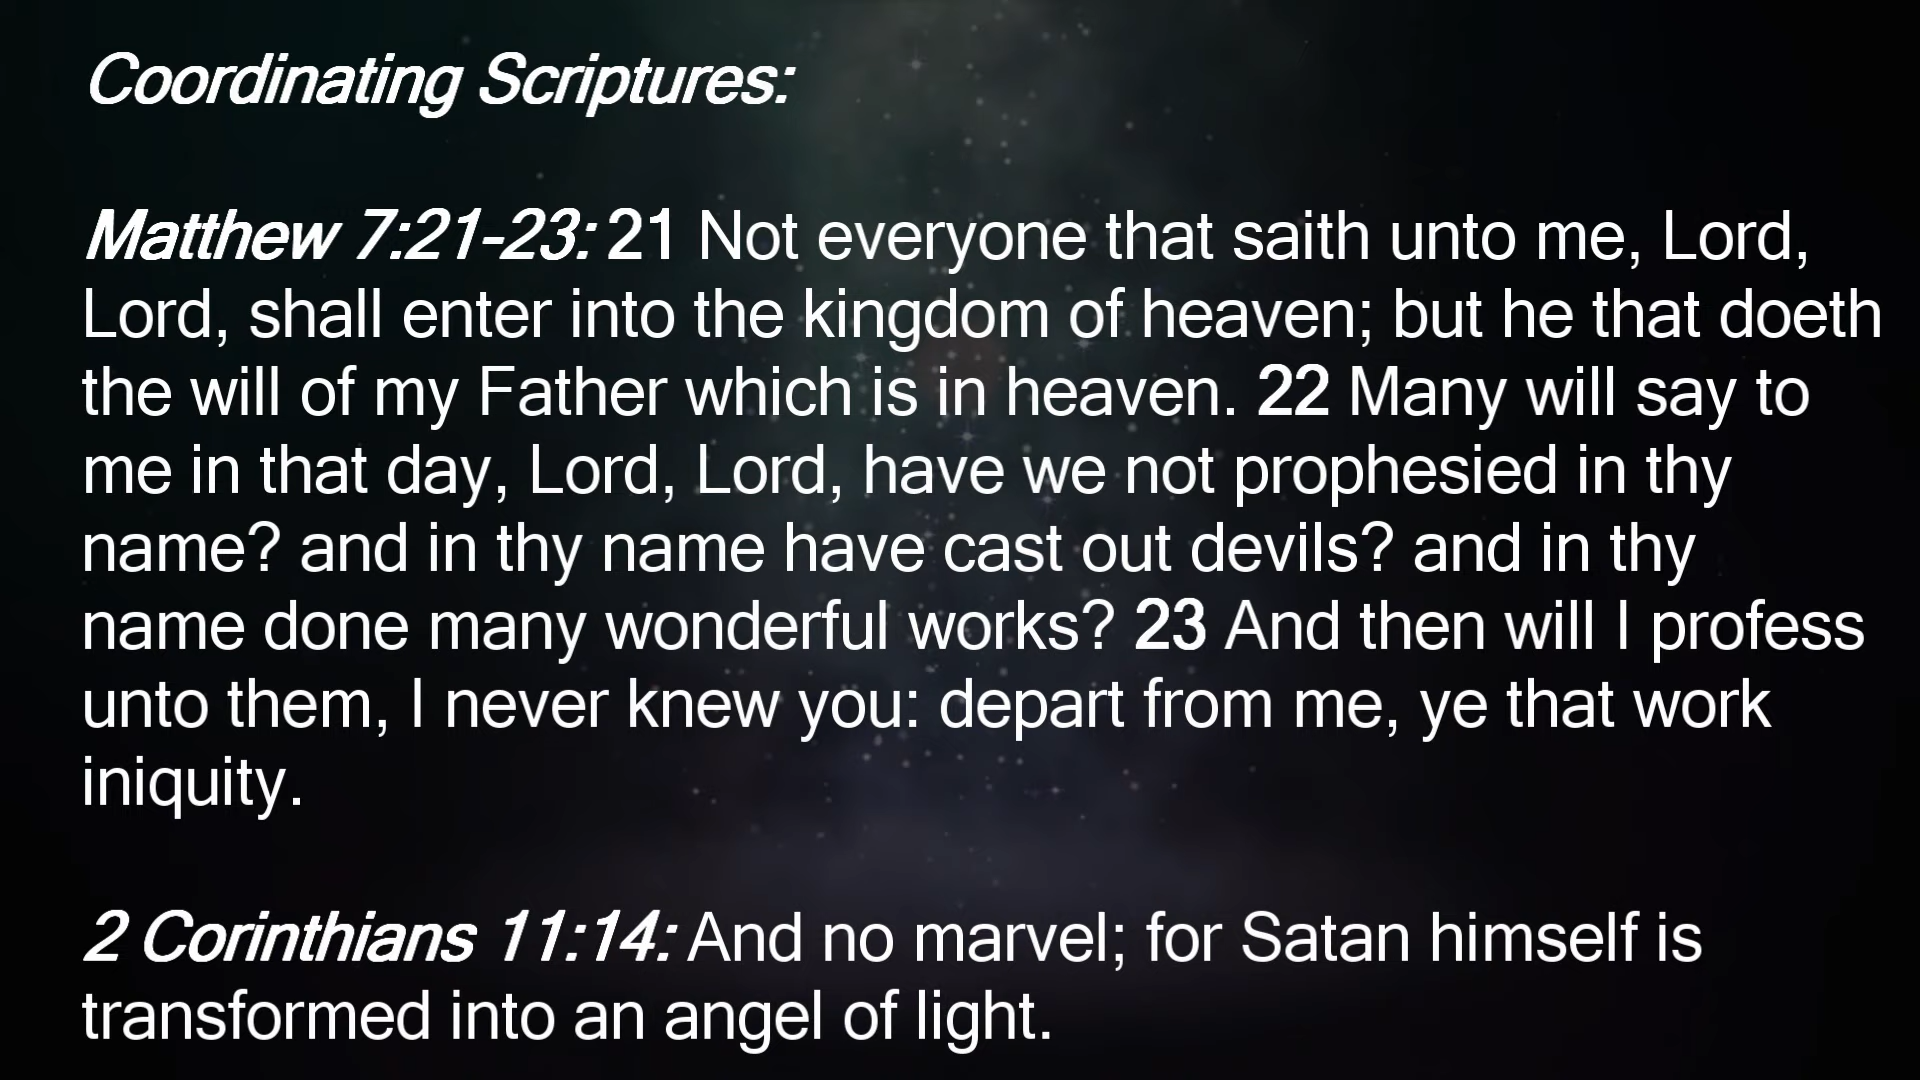 Coordinating Scriptures:
Matthew 7:21-23: 21 Not everyone that saith unto me, Lord,
Lord, shall enter into the kingdom of heaven; but he that doeth
the will of my Father which is in heaven. 22 Many will say to
me in that day, Lord, Lord, have we not prophesied in thy
name? and in thy name have cast out devils? and in thy
name done many wonderful works? 23 And then will I profess
unto them, I never knew you: depart from me, ye that work
iniquity.
2 Corinthians 11:14: And no marvel; for Satan himself is
transformed into an angel of light.